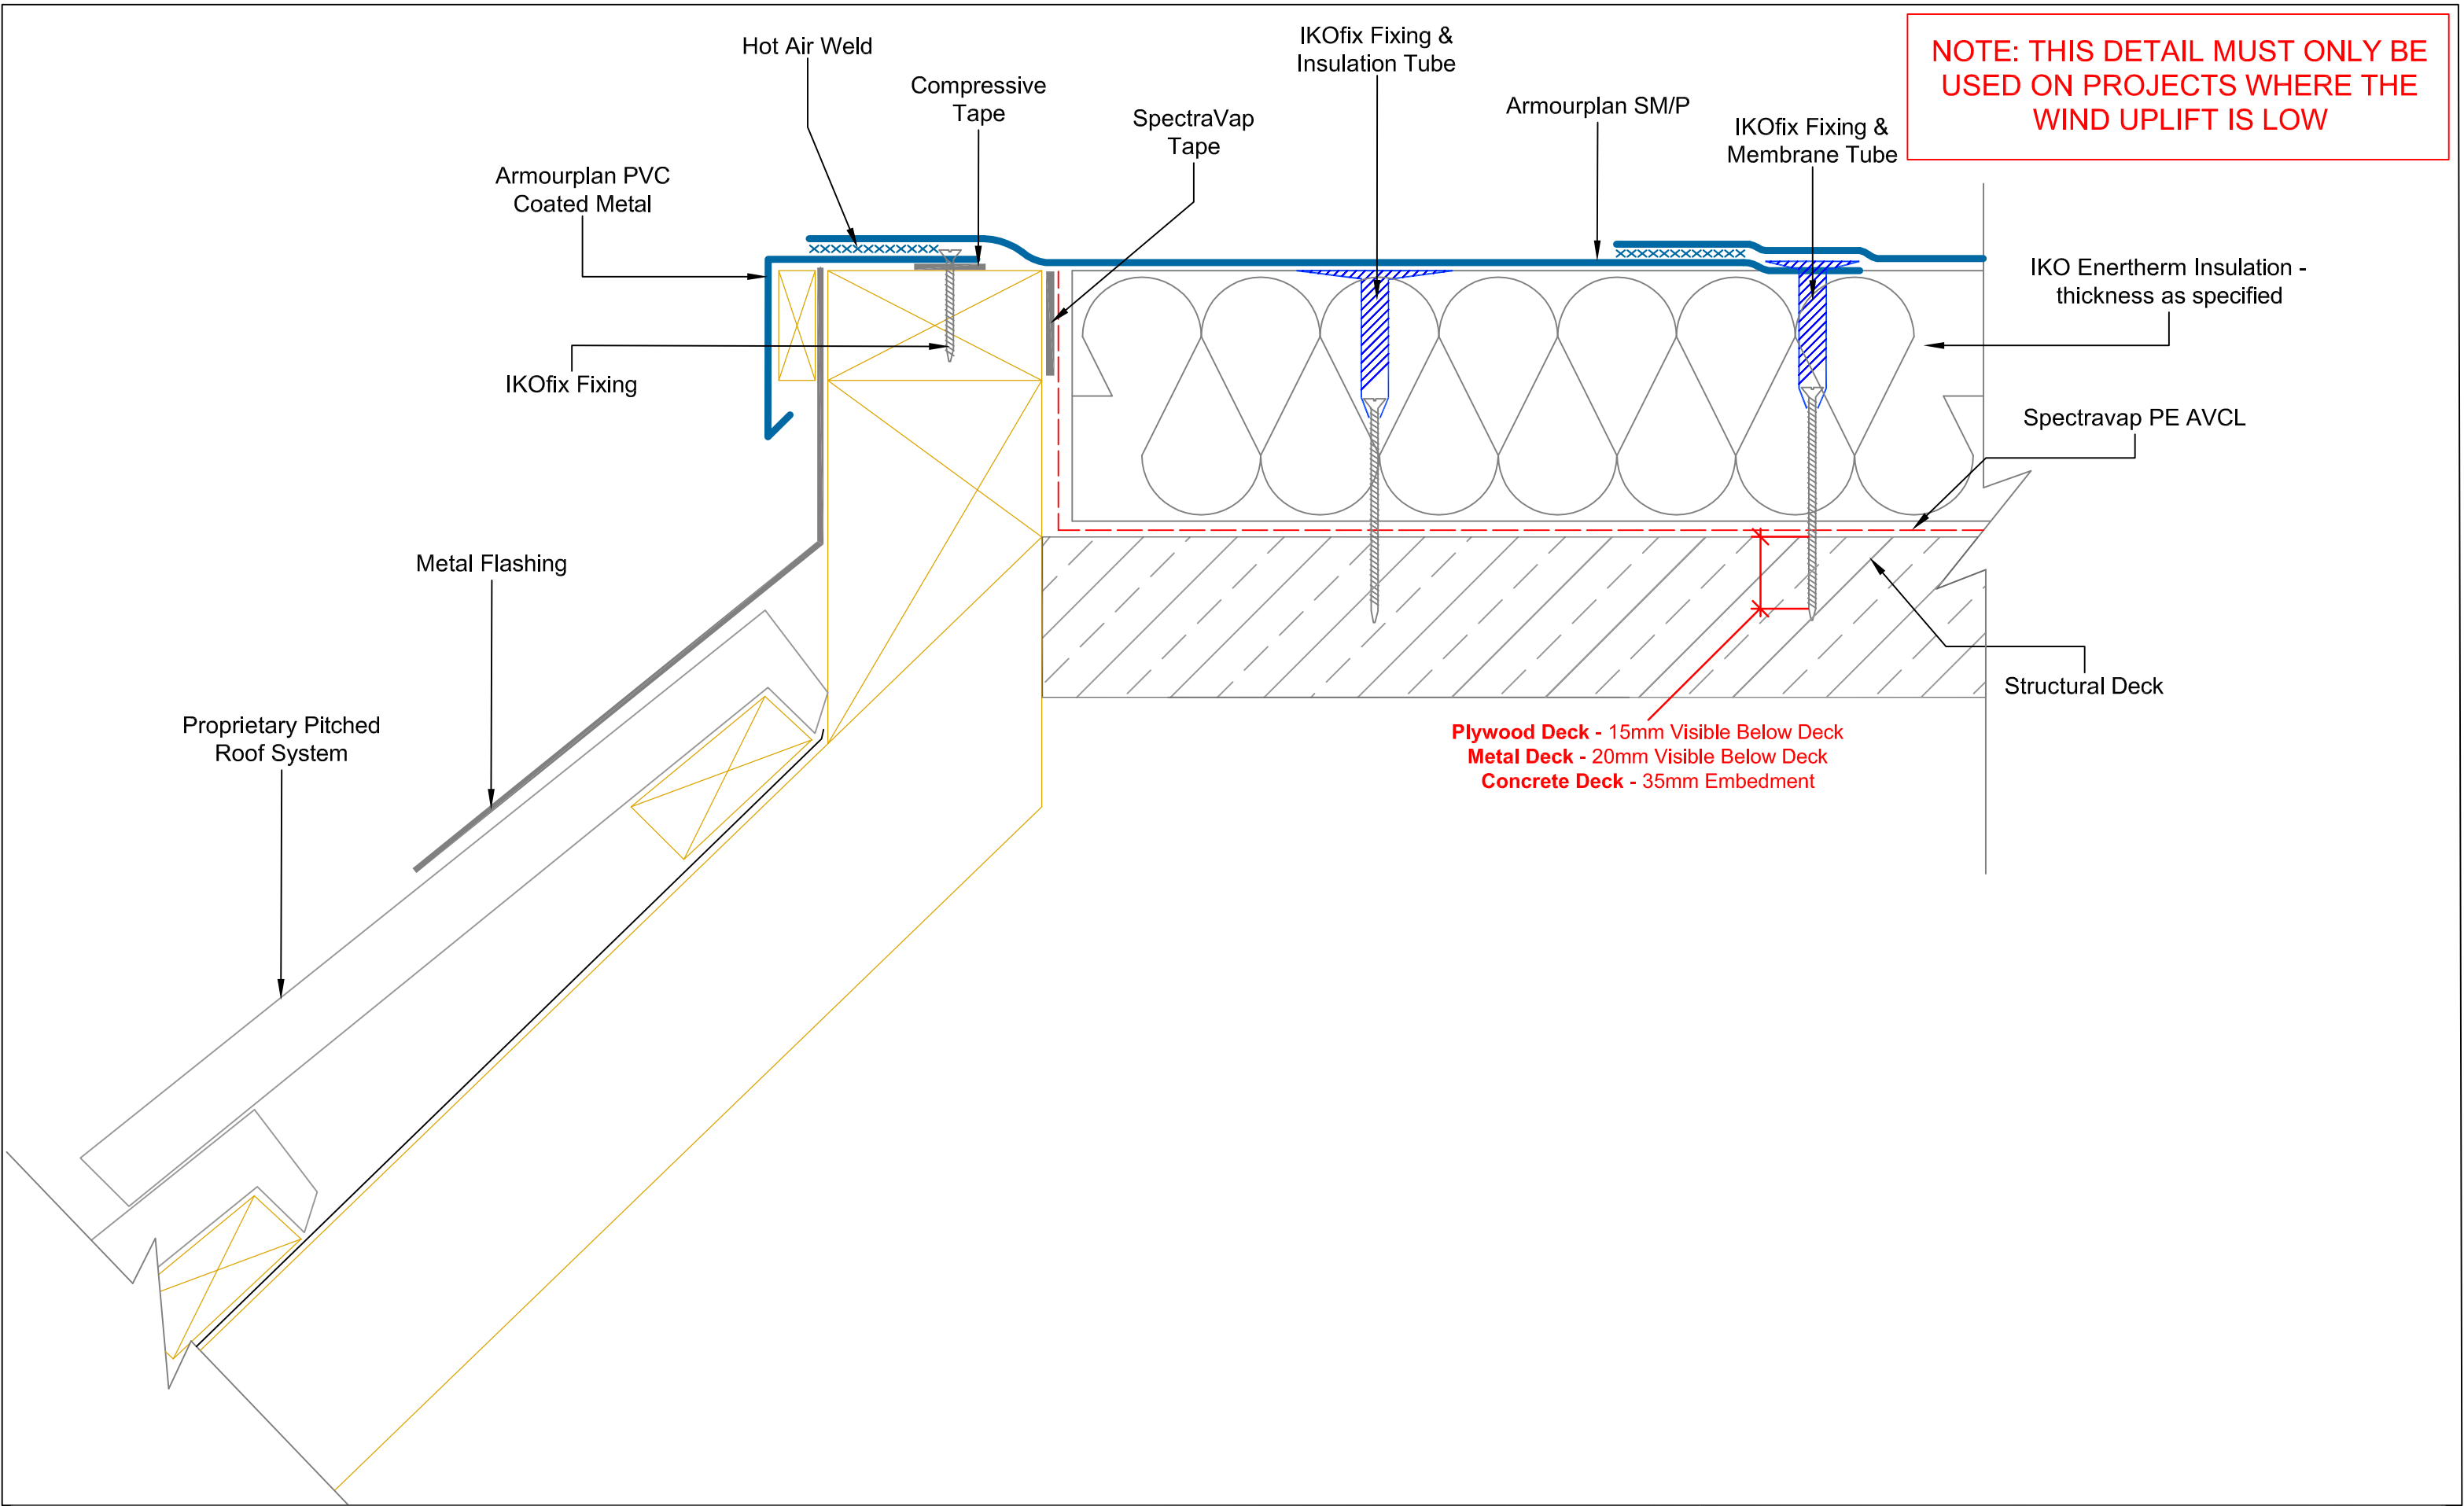 Hot Air Weld
Compressive
Tape
SpectraVap
Tape
IKOfix Fixing &
Insulation Tube
Armourplan SM/P
IKOfix Fixing &
Membrane Tube
NOTE: THIS DETAIL MUST ONLY BE
USED ON PROJECTS WHERE THE
WIND UPLIFT IS LOW
Armourplan PVC
Coated Metal
IKO Enertherm Insulation -
thickness as specified
IKOfix Fixing
Spectravap PE AVCL
Metal Flashing
Structural Deck
Proprietary Pitched
Roof System
Plywood Deck - 15mm Visible Below Deck
Metal Deck - 20mm Visible Below Deck
Concrete Deck - 35mm Embedment